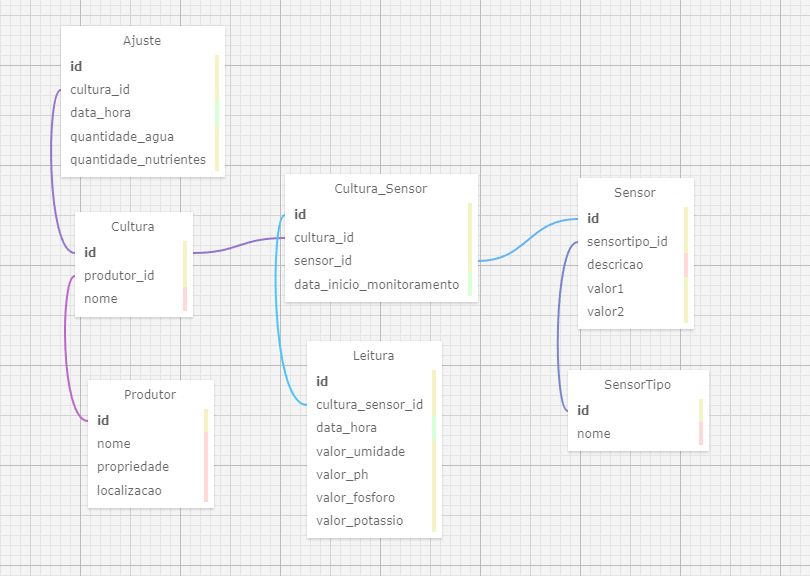 Ajuste
id
cultura_id
data_hora
quantidade_agua
quantidade_nutrientes
Cultura
id
produtor_id
nome
Produtor
id
nome
propriedade
localizacao
Cultura_Sensor
id
cultura_id
sensor_id
data_inicio_monitoramento
Leitura
id
cultura_sensor_id
data_hora
valor_umidade
valor_ph
valor_fosforo
valor_potassio
Sensor
id
sensortipo_id
descricao
valor1
valor2
SensorTipo
id
nome